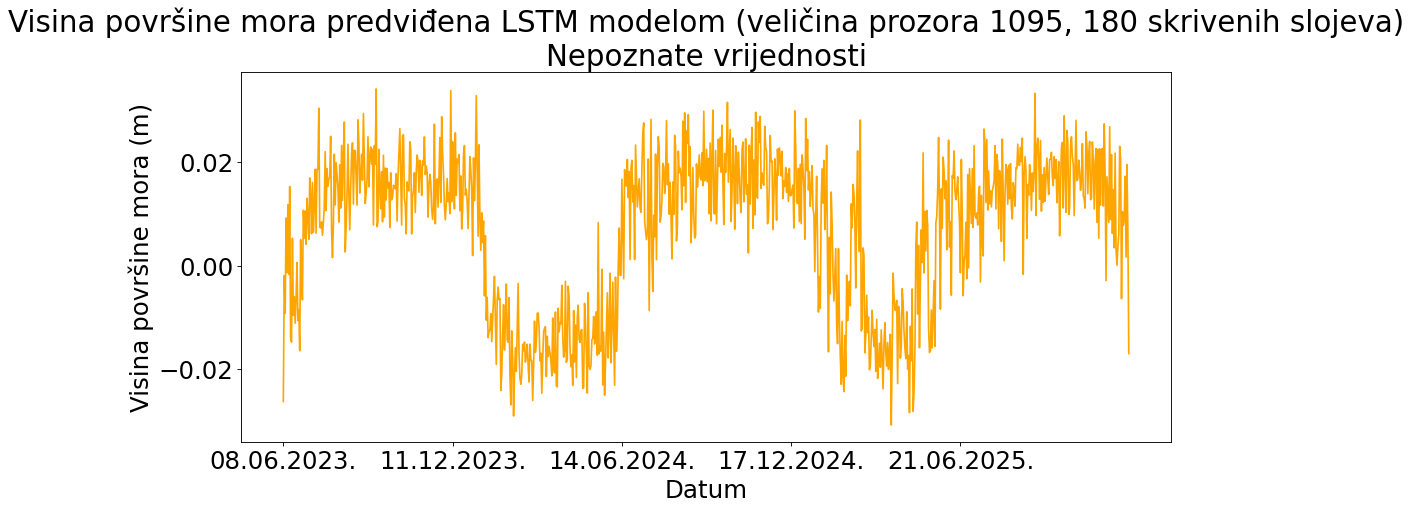 Visina površine mora predviđena LSTM modelom (veličina prozora 1095, 180 skrivenih slojeva)
Nepoznate vrijednosti
Visina površine mora (m)
0.02
0.00
−0.02
08.06.2023. 11.12.2023. 14.06.2024. 17.12.2024. 21.06.2025.
Datum